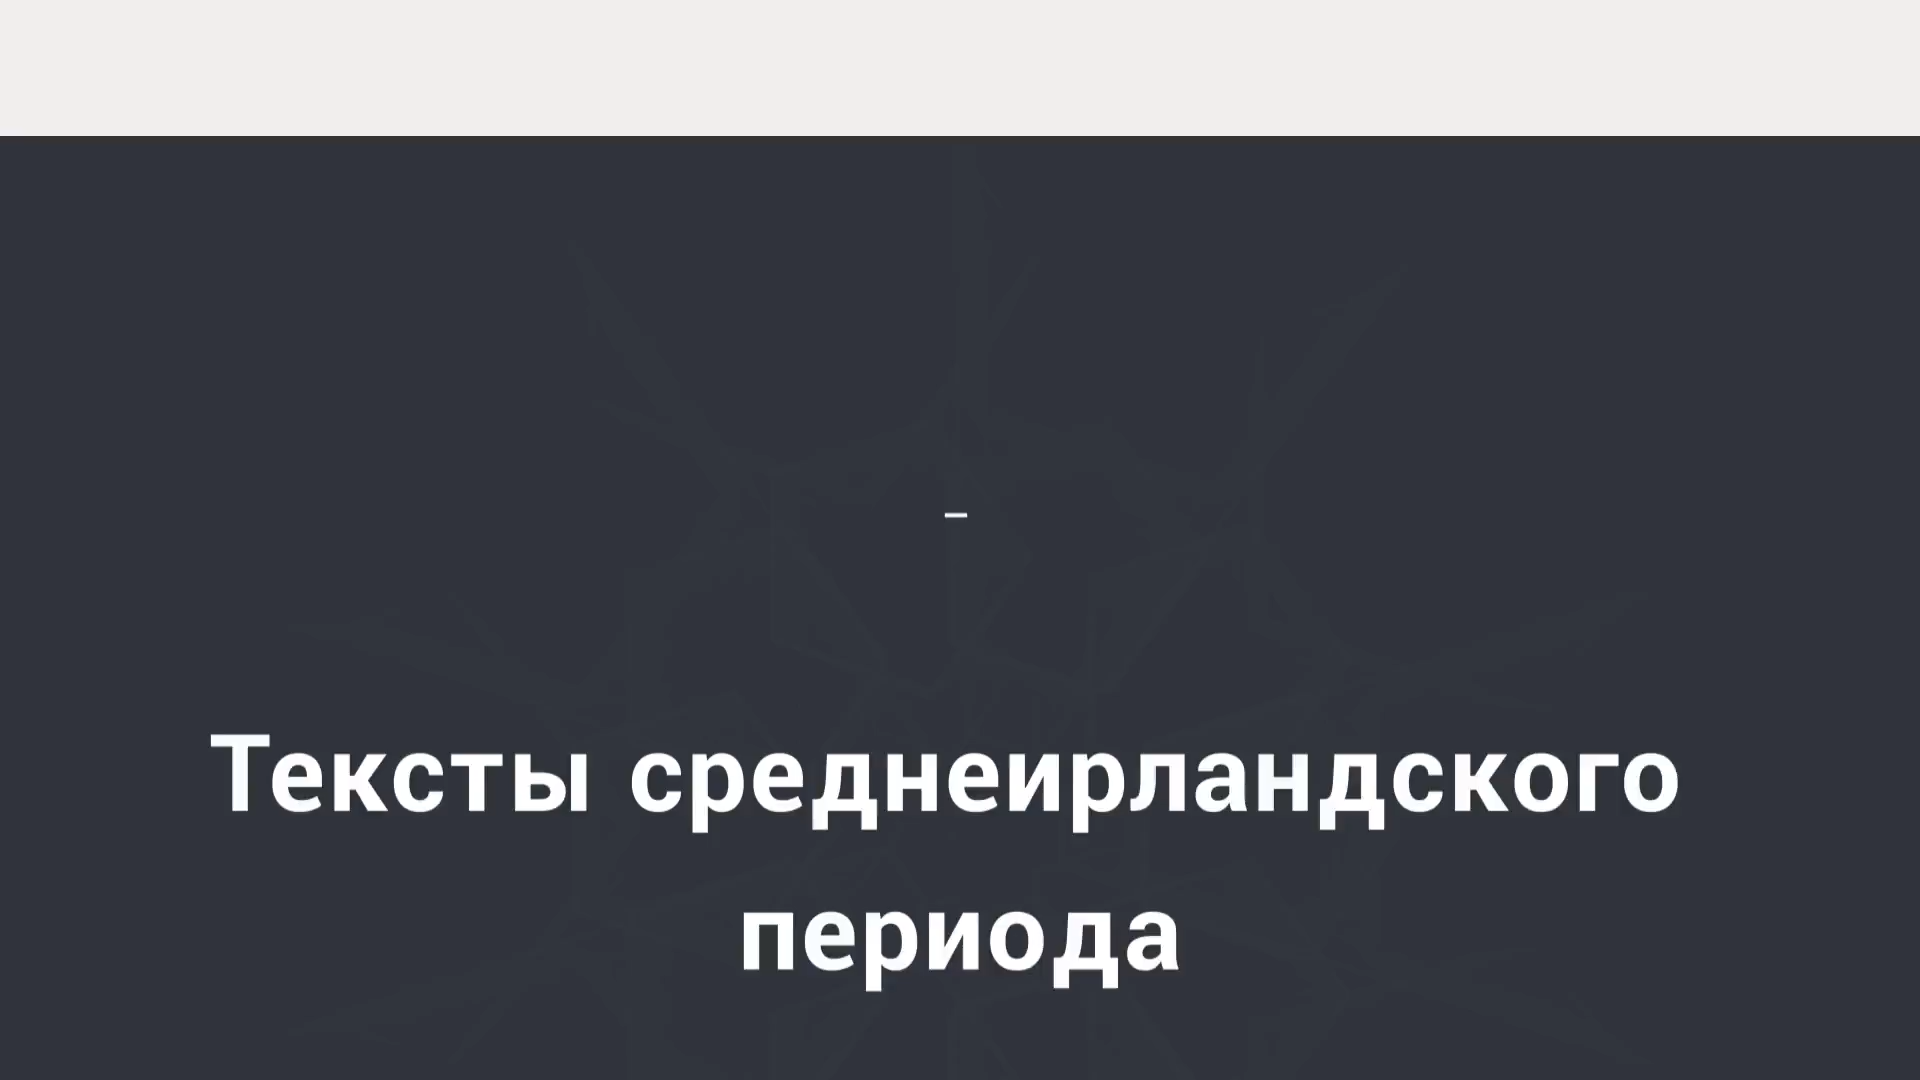 –
Тексты среднеирландского
периода